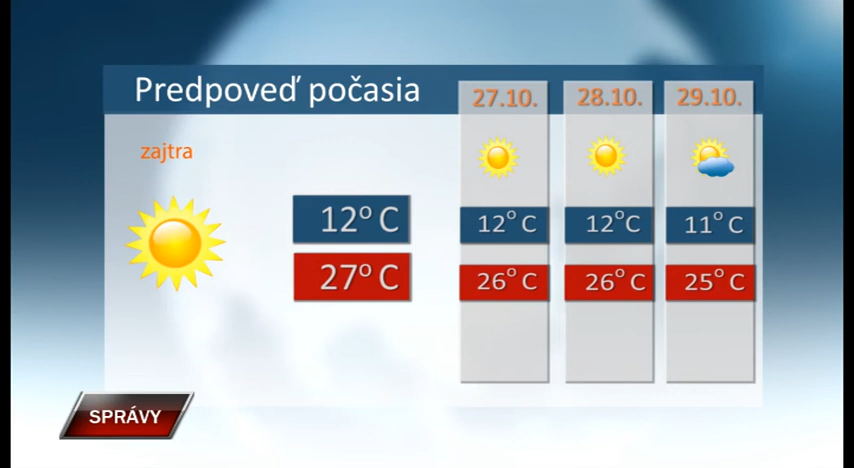 Predpoveď počasia
zajtra
12° C
27° C
27.10. 28.10. 29.10.
12° C 12°C 11° C
26° C 26° C 25° C
SPRÁVY